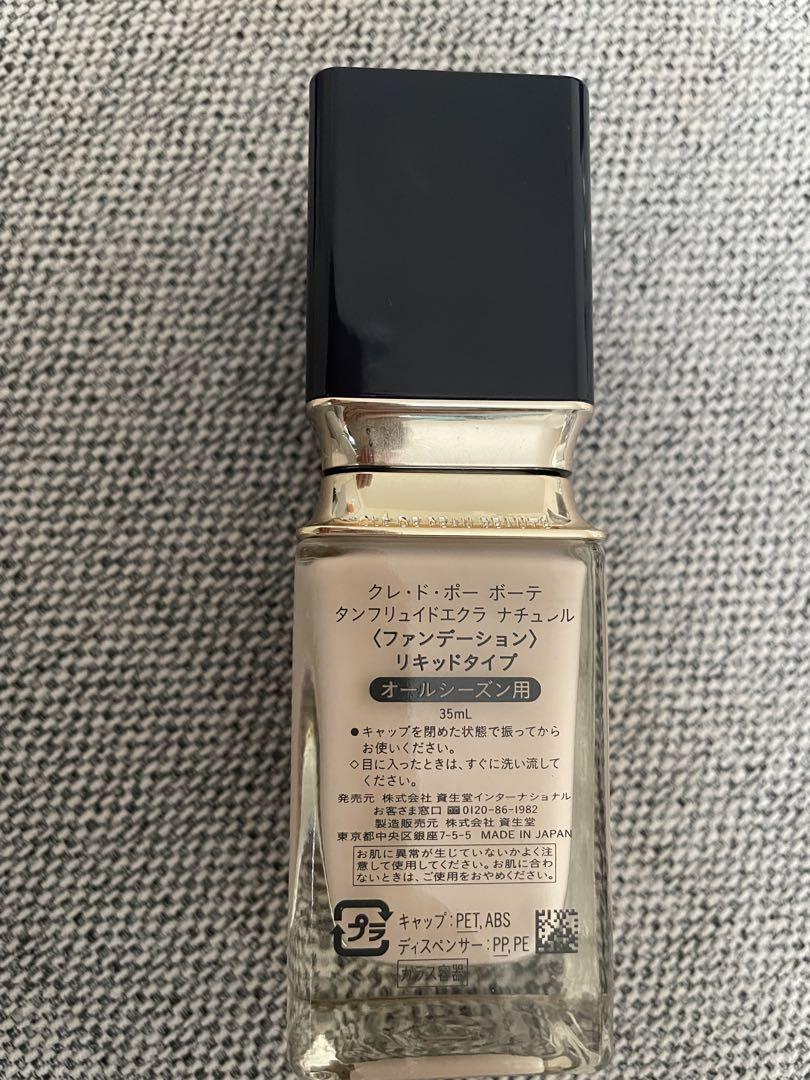 クレ・ド・ポー ボーテ
タンフリュイドエクラ ナチュレル
〈ファンデーション〉
リキッドタイプ
オールシーズン用
35mL
●キャップを閉めた状態で振ってから
お使いください。
◇目に入ったときは、すぐに洗い流して
ください。
発売元 株式会社 資生堂インターナショナル
お客さま窓口 0120-86-1982
製造販売元 株式会社 資生堂
東京都中央区銀座7-5-5 MADE IN JAPAN
お肌に異常が生じていないかよく注
意して使用してください。お肌に合わ
ないときは、ご使用をおやめください。
プラ
キャップ:PET, ABS
ディスペンサー:PP, PE
ガラス容器